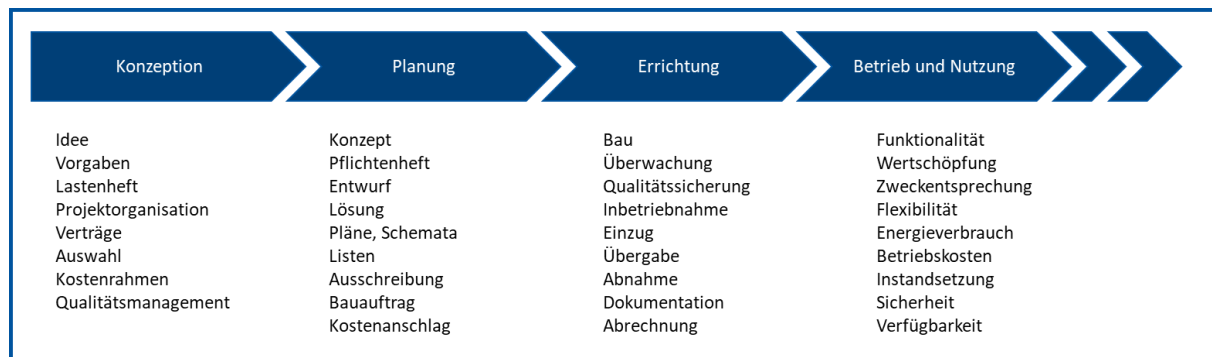 Konzeption
Planung
Errichtung
Betrieb und Nutzung
Idee
Vorgaben
Lastenheft
Projektorganisation
Verträge
Auswahl
Kostenrahmen
Qualitätsmanagement
Konzept
Pflichtenheft
Entwurf
Lösung
Pläne, Schemata
Listen
Ausschreibung
Bauauftrag
Kostenanschlag
Bau
Überwachung
Qualitätssicherung
Inbetriebnahme
Einzug
Übergabe
Abnahme
Dokumentation
Abrechnung
Funktionalität
Wertschöpfung
Zweckentsprechung
Flexibilität
Energieverbrauch
Betriebskosten
Instandsetzung
Sicherheit
Verfügbarkeit